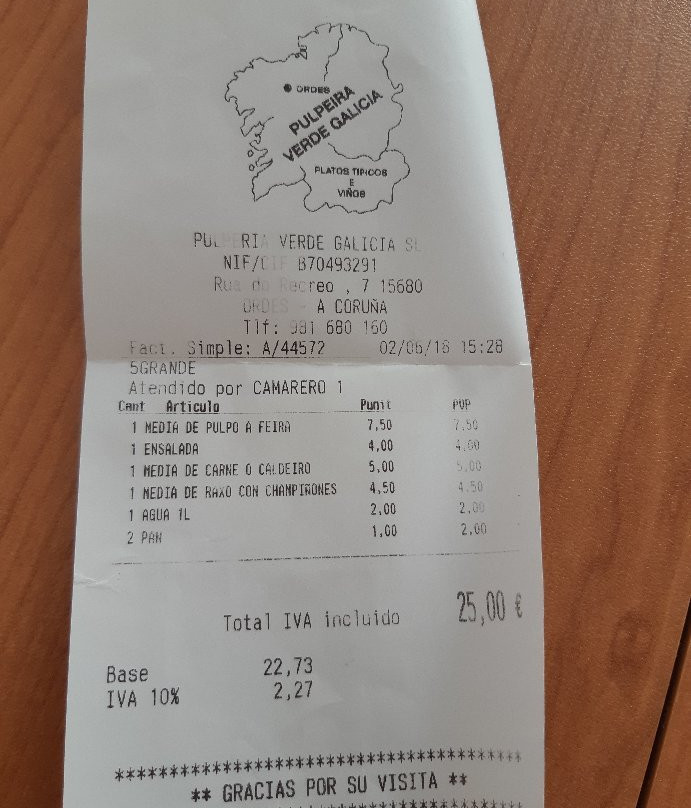 ORDES
PULPEIRA
VERDE GALICIA
PLATOS TIPICOS
E
VIÑOS
PULPERIA VERDE GALICIA SL
NIF/CIF B70493291
Rua do Recreo , 7 15680
ORDES - A CORUÑA
Tlf: 981 680 160
Fact. Simple: A/44572 02/06/18 15:28
5GRANDE
Atendido por CAMARERO 1
Cant Articulo Punit PVP
1 MEDIA DE PULPO A FEIRA 7,50 7,50
1 ENSALADA 4,00 4,00
1 MEDIA DE CARNE O CALDEIRO 5,00 5,00
1 MEDIA DE RAXO CON CHAMPIÑONES 4,50 4,50
1 AGUA 1L 2,00 2,00
2 PAN 1,00 2,00
Total IVA incluido 25,00 €
Base 22,73
IVA 10% 2,27
*****************************************
** GRACIAS POR SU VISITA **